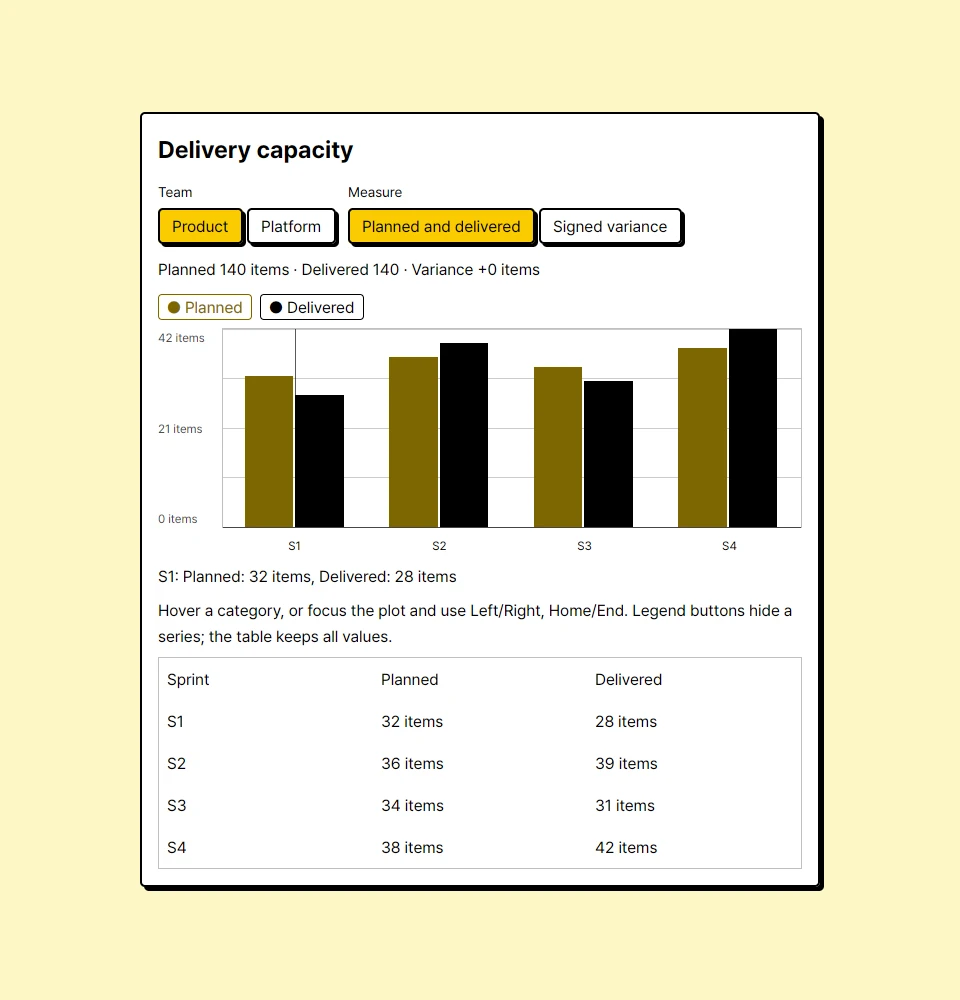 Delivery capacity
Team Measure
Product Platform Planned and delivered Signed variance
Planned 140 items · Delivered 140 · Variance +0 items
Planned Delivered
42 items
21 items
0 items
S1 S2 S3 S4
S1: Planned: 32 items, Delivered: 28 items
Hover a category, or focus the plot and use Left/Right, Home/End. Legend buttons hide a
series; the table keeps all values.
Sprint Planned Delivered
S1 32 items 28 items
S2 36 items 39 items
S3 34 items 31 items
S4 38 items 42 items